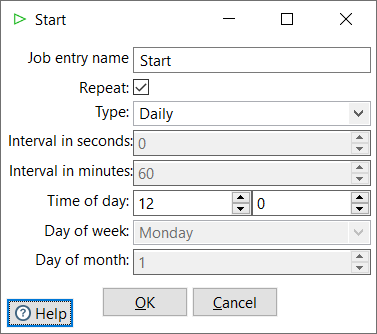 Start
Job entry name Start
Repeat:
Type: Daily
Interval in seconds: 0
Interval in minutes: 60
Time of day: 12 0
Day of week: Monday
Day of month: 1
Help OK Cancel